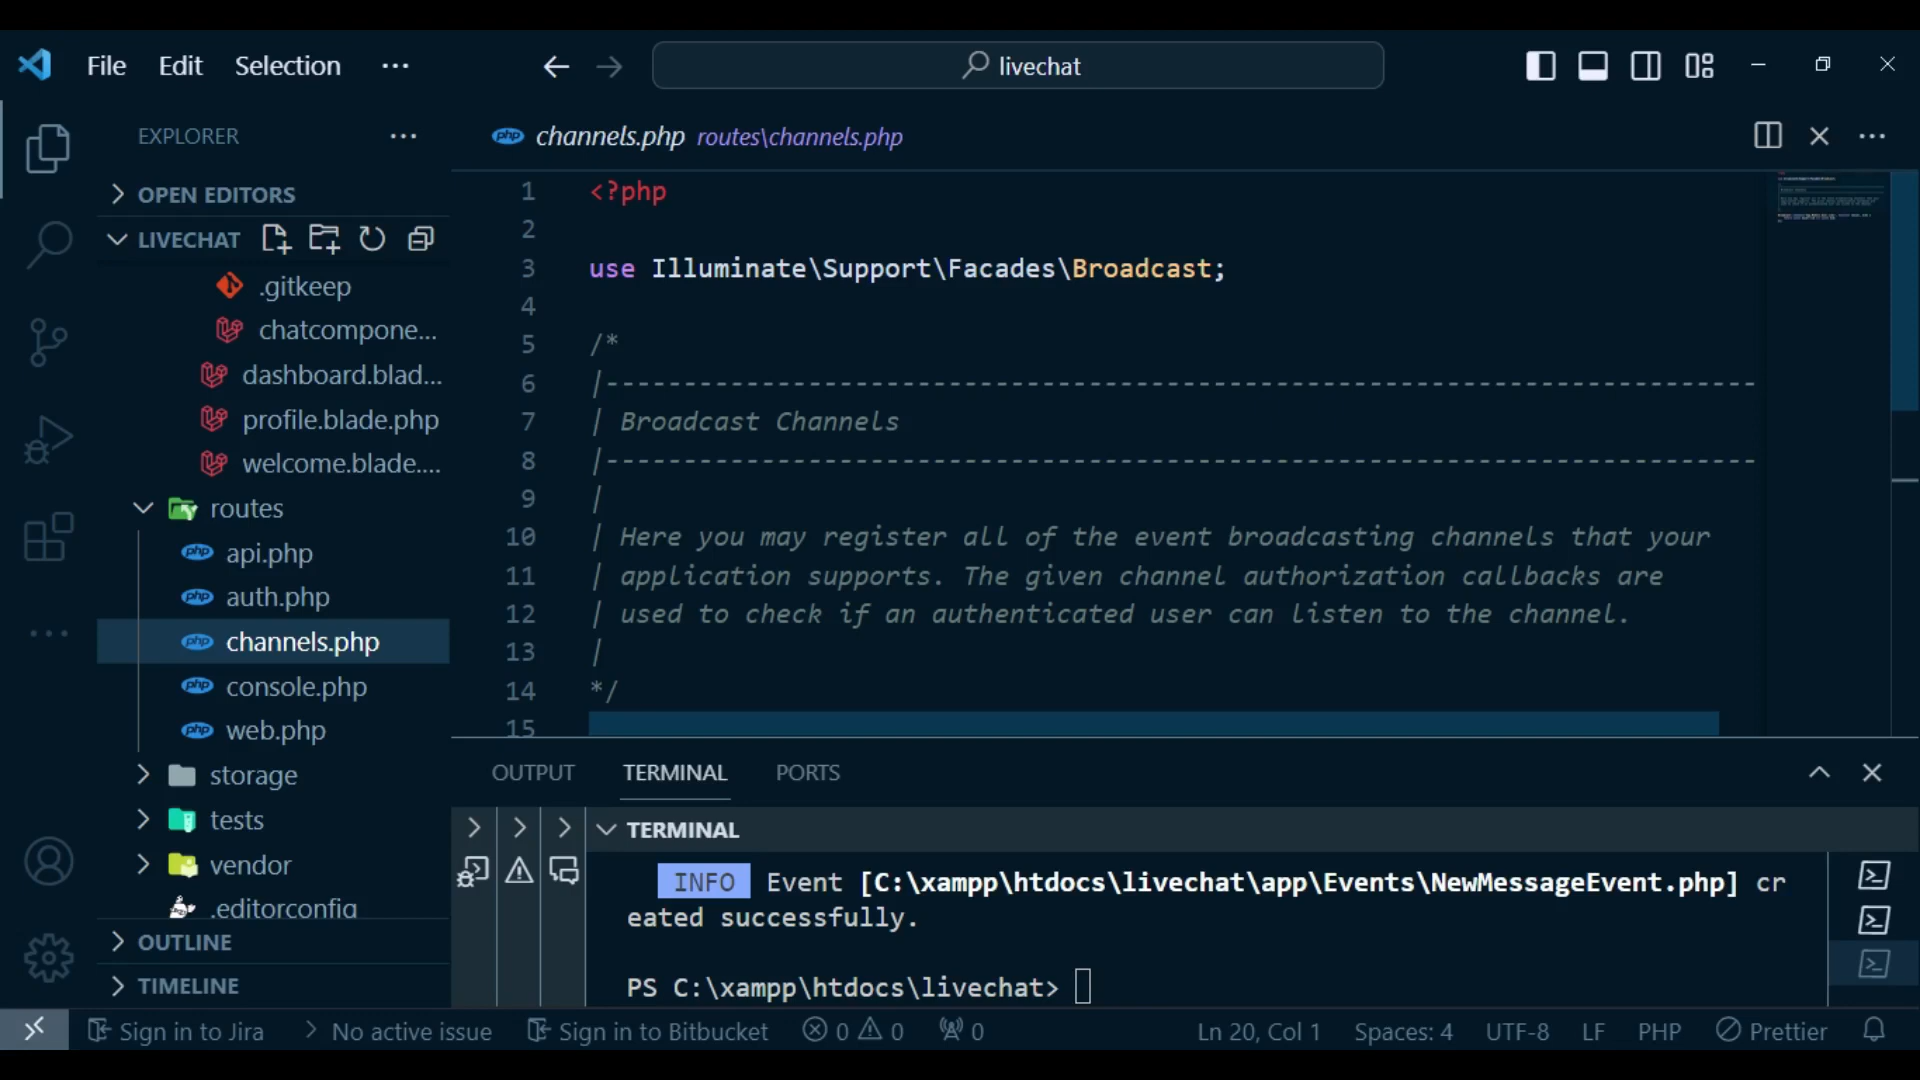 File Edit Selection ···
livechat
EXPLORER ···
OPEN EDITORS
LIVECHAT
.gitkeep
chatcompone...
dashboard.blad...
profile.blade.php
welcome.blade....
routes
api.php
auth.php
channels.php
console.php
web.php
storage
tests
vendor
.editorconfig
OUTLINE
TIMELINE
php channels.php routes\channels.php
1 <?php
2
3 use Illuminate\Support\Facades\Broadcast;
4
5 /*
6 |--------------------------------------------------------------------------
7 | Broadcast Channels
8 |--------------------------------------------------------------------------
9 |
10 | Here you may register all of the event broadcasting channels that your
11 | application supports. The given channel authorization callbacks are
12 | used to check if an authenticated user can listen to the channel.
13 |
14 */
15
OUTPUT TERMINAL PORTS
TERMINAL
INFO Event [C:\xampp\htdocs\livechat\app\Events\NewMessageEvent.php] cr
eated successfully.
PS C:\xampp\htdocs\livechat>
Sign in to Jira > No active issue Sign in to Bitbucket 0 0 0 Ln 20, Col 1 Spaces: 4 UTF-8 LF PHP Prettier